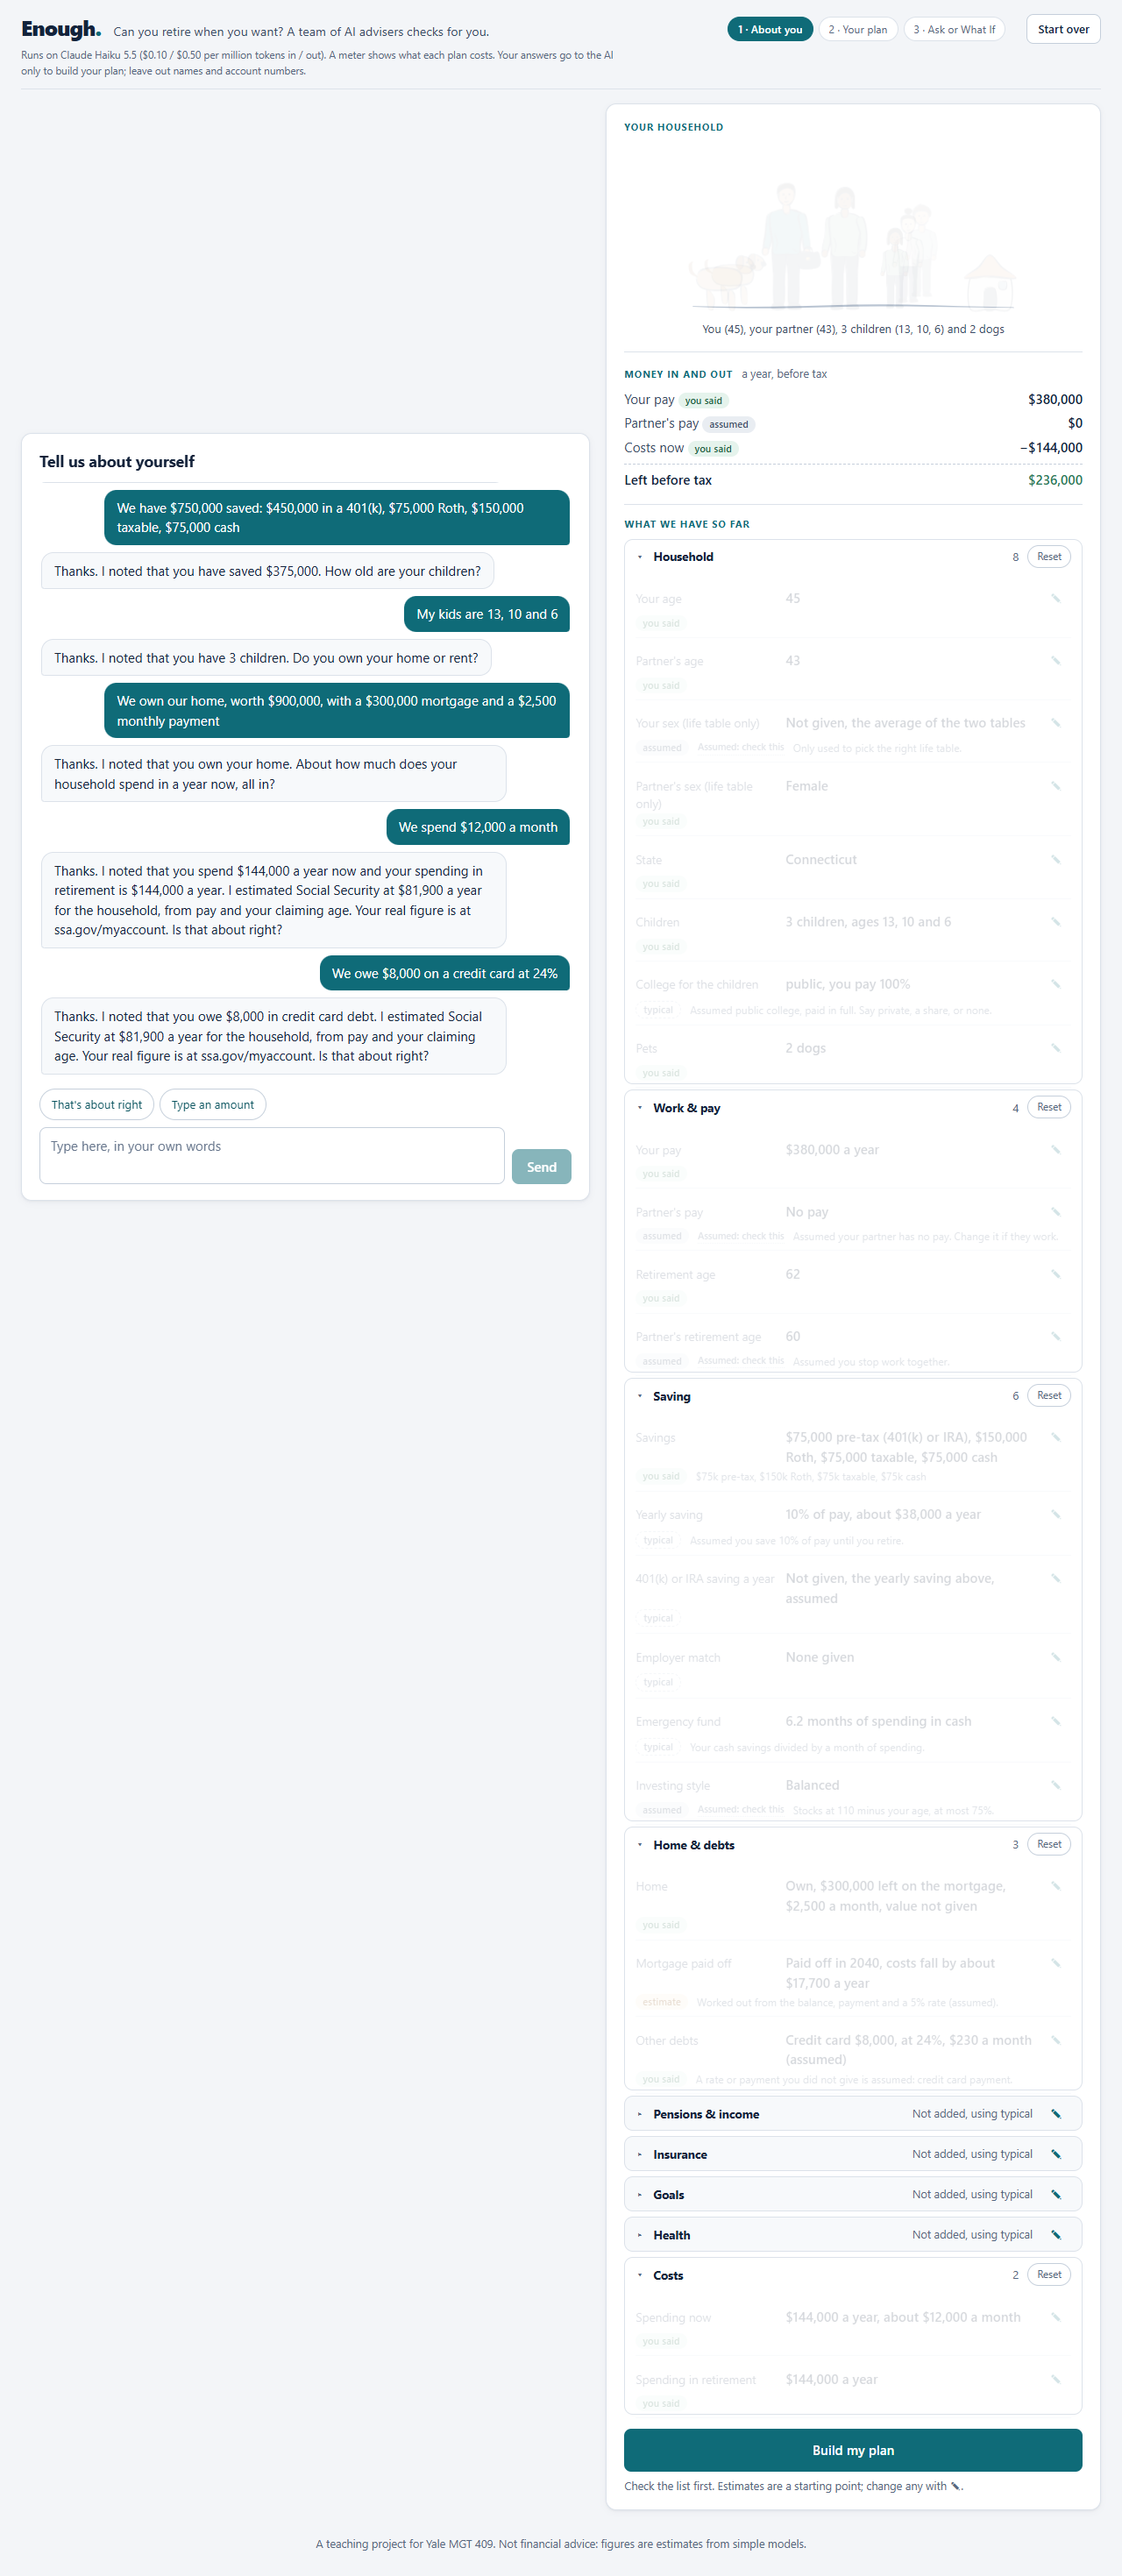 Enough. Can you retire when you want? A team of AI advisers checks for you.
Runs on Claude Haiku 5.5 ($0.10 / $0.50 per million tokens in / out). A meter shows what each plan costs. Your answers go to the AI
only to build your plan; leave out names and account numbers.
1 · About you
2 · Your plan
3 · Ask or What If
Start over
Tell us about yourself
We have $750,000 saved: $450,000 in a 401(k), $75,000 Roth, $150,000
taxable, $75,000 cash
Thanks. I noted that you have saved $375,000. How old are your children?
My kids are 13, 10 and 6
Thanks. I noted that you have 3 children. Do you own your home or rent?
We own our home, worth $900,000, with a $300,000 mortgage and a $2,500
monthly payment
Thanks. I noted that you own your home. About how much does your
household spend in a year now, all in?
We spend $12,000 a month
Thanks. I noted that you spend $144,000 a year now and your spending in
retirement is $144,000 a year. I estimated Social Security at $81,900 a year
for the household, from pay and your claiming age. Your real figure is at
ssa.gov/myaccount. Is that about right?
We owe $8,000 on a credit card at 24%
Thanks. I noted that you owe $8,000 in credit card debt. I estimated Social
Security at $81,900 a year for the household, from pay and your claiming
age. Your real figure is at ssa.gov/myaccount. Is that about right?
That's about right
Type an amount
Type here, in your own words
Send
YOUR HOUSEHOLD
You (45), your partner (43), 3 children (13, 10, 6) and 2 dogs
MONEY IN AND OUT a year, before tax
Your pay you said $380,000
Partner's pay assumed $0
Costs now you said −$144,000
Left before tax $236,000
WHAT WE HAVE SO FAR
Household 8 Reset
Your age 45
you said
Partner's age 43
you said
Your sex (life table only) Not given, the average of the two tables
assumed Assumed: check this Only used to pick the right life table.
Partner's sex (life table Female
only)
you said
State Connecticut
you said
Children 3 children, ages 13, 10 and 6
you said
College for the children public, you pay 100%
typical Assumed public college, paid in full. Say private, a share, or none.
Pets 2 dogs
you said
Work & pay 4 Reset
Your pay $380,000 a year
you said
Partner's pay No pay
assumed Assumed: check this Assumed your partner has no pay. Change it if they work.
Retirement age 62
you said
Partner's retirement age 60
assumed Assumed: check this Assumed you stop work together.
Saving 6 Reset
Savings $75,000 pre-tax (401(k) or IRA), $150,000
Roth, $75,000 taxable, $75,000 cash
you said $75k pre-tax, $150k Roth, $75k taxable, $75k cash
Yearly saving 10% of pay, about $38,000 a year
typical Assumed you save 10% of pay until you retire.
401(k) or IRA saving a year Not given, the yearly saving above,
assumed
typical
Employer match None given
typical
Emergency fund 6.2 months of spending in cash
typical Your cash savings divided by a month of spending.
Investing style Balanced
assumed Assumed: check this Stocks at 110 minus your age, at most 75%.
Home & debts 3 Reset
Home Own, $300,000 left on the mortgage,
$2,500 a month, value not given
you said
Mortgage paid off Paid off in 2040, costs fall by about
$17,700 a year
estimate Worked out from the balance, payment and a 5% rate (assumed).
Other debts Credit card $8,000, at 24%, $230 a month
(assumed)
you said A rate or payment you did not give is assumed: credit card payment.
Pensions & income Not added, using typical
Insurance Not added, using typical
Goals Not added, using typical
Health Not added, using typical
Costs 2 Reset
Spending now $144,000 a year, about $12,000 a month
you said
Spending in retirement $144,000 a year
you said
Build my plan
Check the list first. Estimates are a starting point; change any with ✎.
A teaching project for Yale MGT 409. Not financial advice: figures are estimates from simple models.